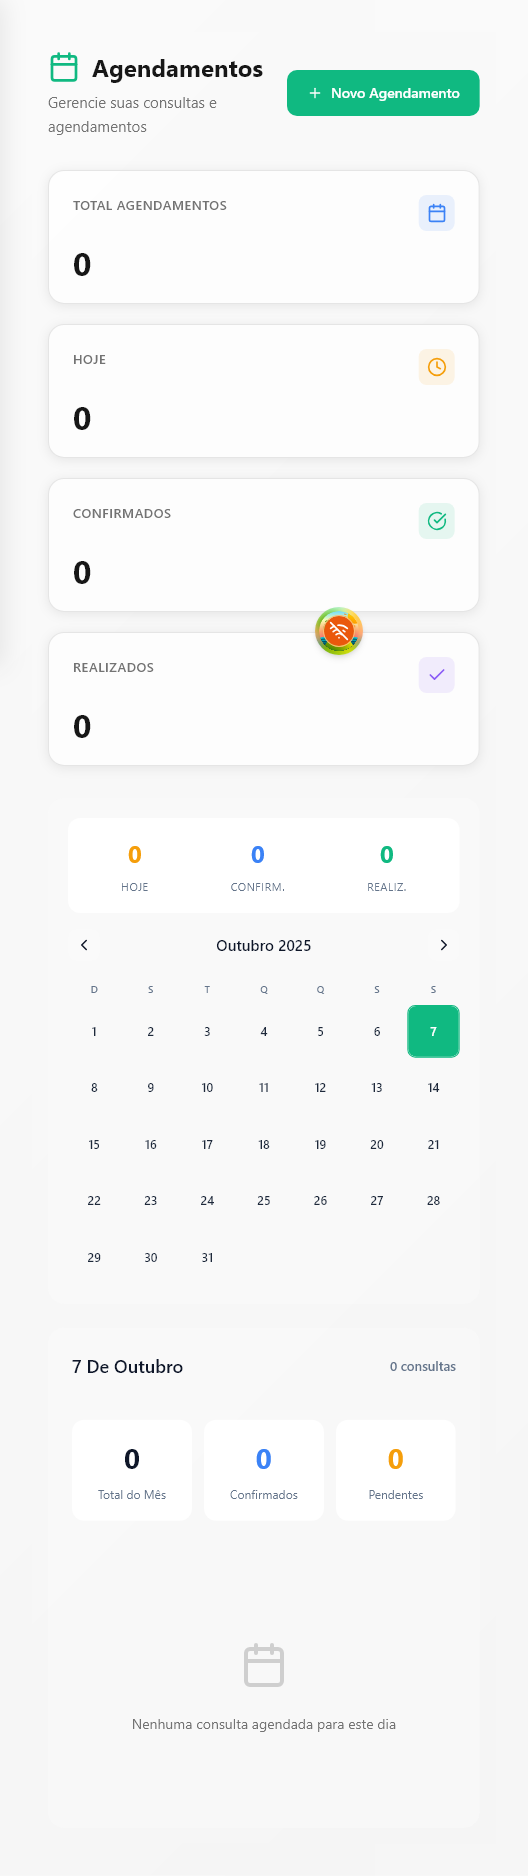 Agendamentos
Gerencie suas consultas e
agendamentos
Novo Agendamento
TOTAL AGENDAMENTOS
0
HOJE
0
CONFIRMADOS
0
REALIZADOS
0
0 0 0
HOJE CONFIRM. REALIZ.
Outubro 2025
D S T Q Q S S
1 2 3 4 5 6 7
8 9 10 11 12 13 14
15 16 17 18 19 20 21
22 23 24 25 26 27 28
29 30 31
7 De Outubro 0 consultas
0 0 0
Total do Mês Confirmados Pendentes
Nenhuma consulta agendada para este dia